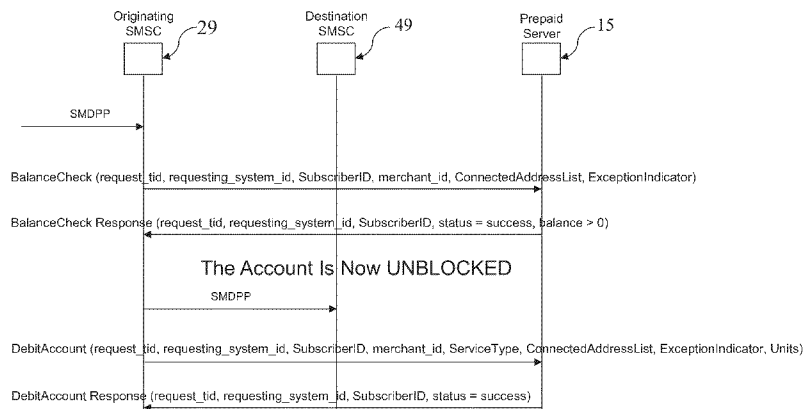 Originating
SMSC
29
Destination
SMSC
49
Prepaid
Server
15
SMDPP
BalanceCheck (request_tid, requesting_system_id, SubscriberID, merchant_id, ConnectedAddressList, ExceptionIndicator)
BalanceCheck Response (request_tid, requesting_system_id, SubscriberID, status = success, balance > 0)
The Account Is Now UNBLOCKED
SMDPP
DebitAccount (request_tid, requesting_system_id, SubscriberID, merchant_id, ServiceType, ConnectedAddressList, ExceptionIndicator, Units)
DebitAccount Response (request_tid, requesting_system_id, SubscriberID, status = success)